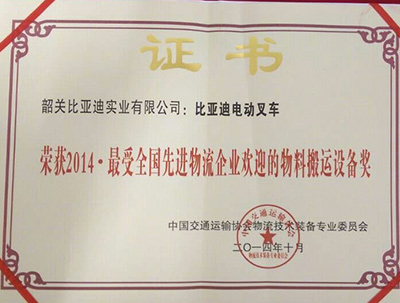 证书
韶关比亚迪实业有限公司：比亚迪电动叉车
荣获2014·最受全国先进物流企业欢迎的物料搬运设备奖
中国交通运输协会物流技术装备专业委员会
二〇一四年十月